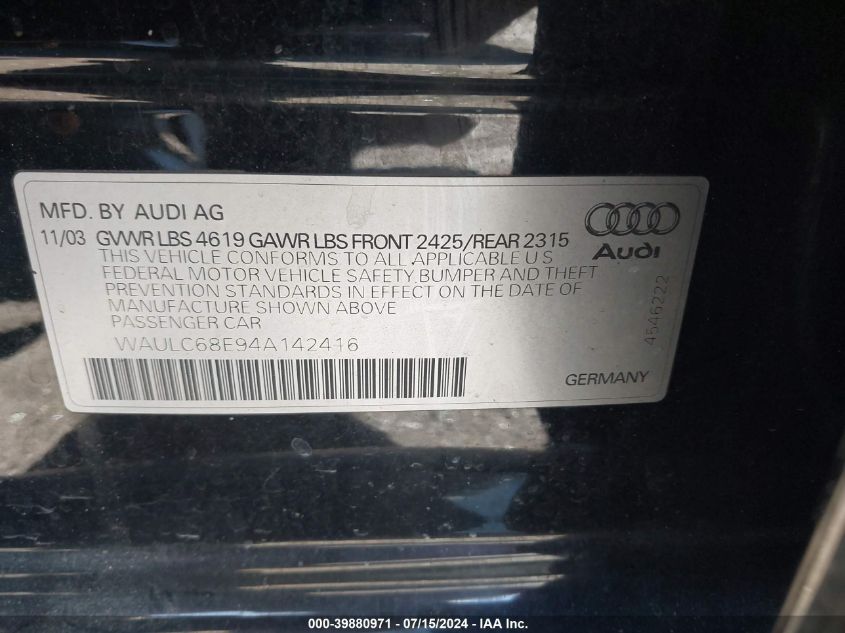 MFD. BY AUDI AG
11/03 GVWR LBS 4619 GAWR LBS FRONT 2425/REAR 2315
THIS VEHICLE CONFORMS TO ALL APPLICABLE U S
FEDERAL MOTOR VEHICLE SAFETY, BUMPER AND THEFT
PREVENTION STANDARDS IN EFFECT ON THE DATE OF
MANUFACTURE SHOWN ABOVE
PASSENGER CAR
WAULC68E94A142416
Audi
4546222
GERMANY
000-39880971 - 07/15/2024 - IAA Inc.